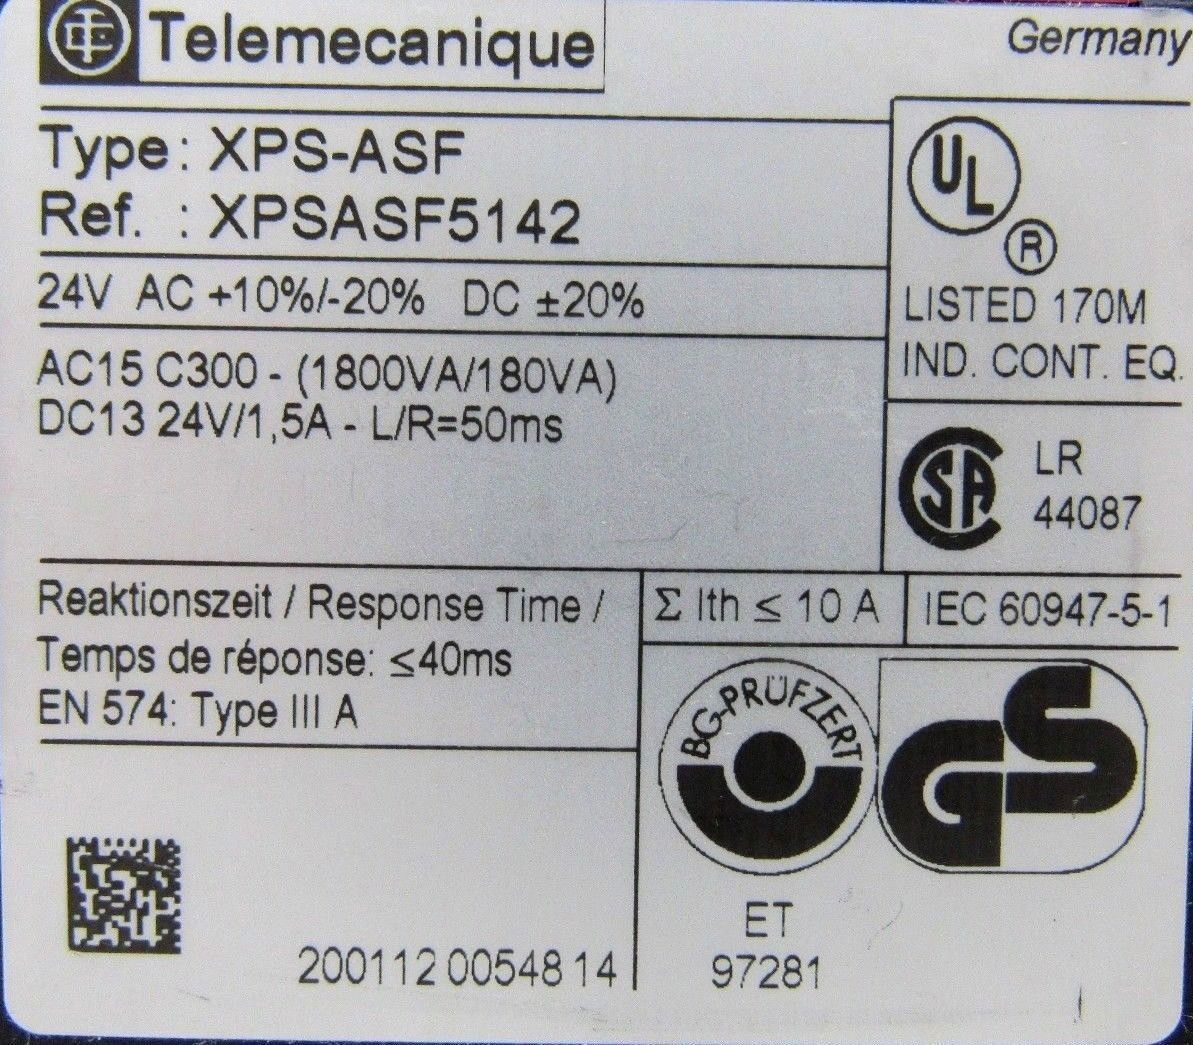 Telemecanique
Germany
Type: XPS-ASF
Ref. : XPSASF5142
24V AC +10%/-20% DC ±20%
AC15 C300 - (1800VA/180VA)
DC13 24V/1,5A - L/R=50ms
UL
®
LISTED 170M
IND. CONT. EQ.
CSA
LR
44087
Reaktionszeit / Response Time /
Temps de réponse: ≤40ms
EN 574: Type III A
Σ Ith ≤ 10 A
IEC 60947-5-1
BG-PRÜFZERT
GS
ET
97281
200112 0054814